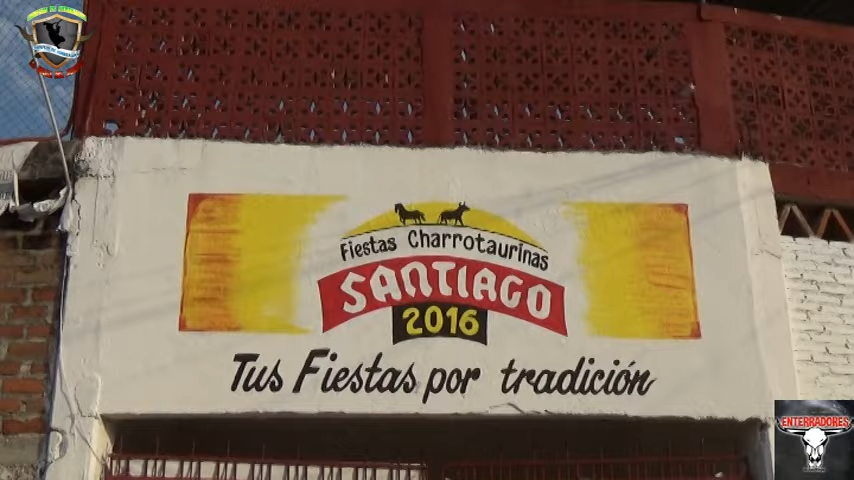 Fiestas Charrotaurinas
SANTIAGO
2016
Tus Fiestas por tradición
ENTERRADORES